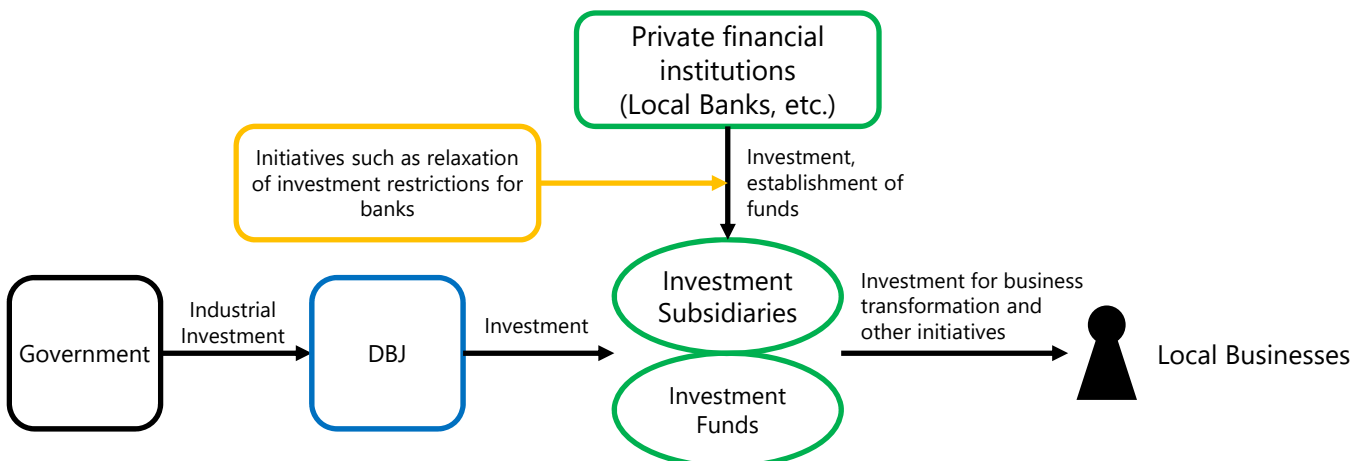 Private financial
institutions
(Local Banks, etc.)
Initiatives such as relaxation
of investment restrictions for
banks
Investment,
establishment of
funds
Government
Industrial
Investment
DBJ
Investment
Investment
Subsidiaries
Investment
Funds
Investment for business
transformation and
other initiatives
Local Businesses